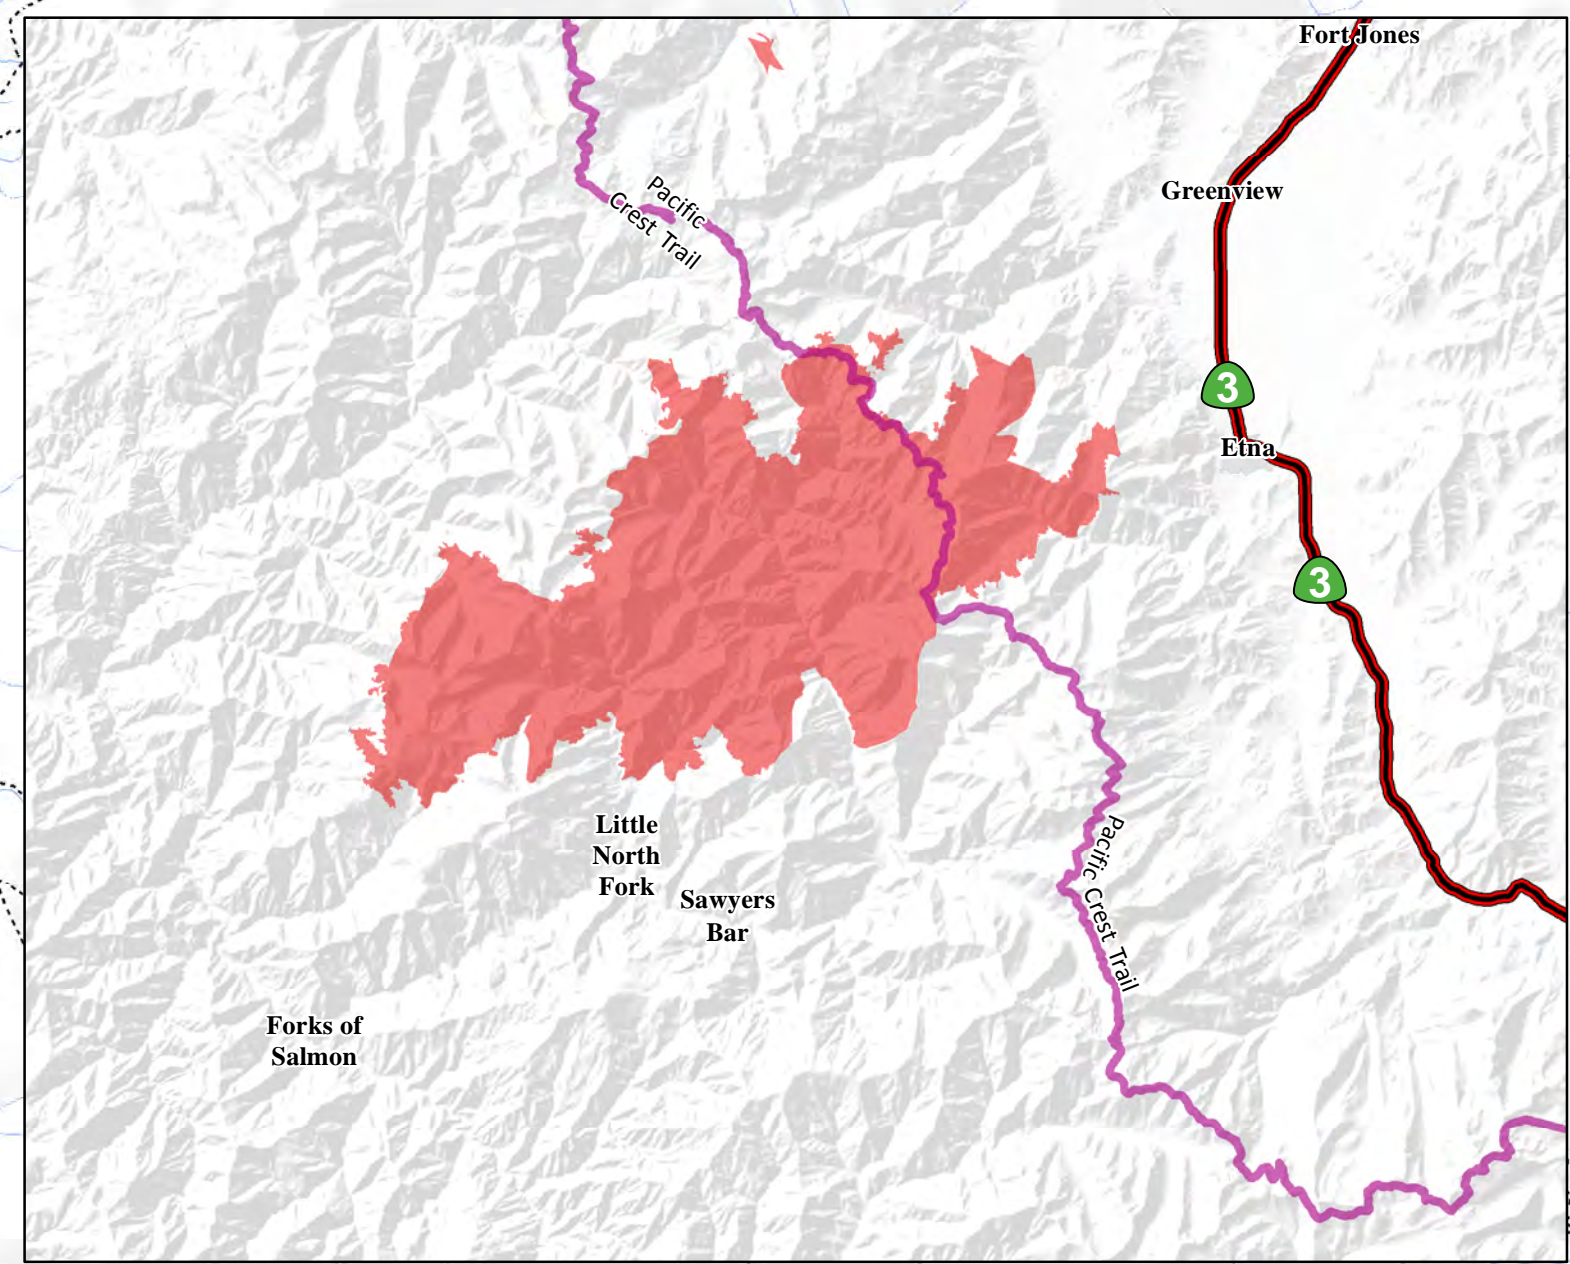 Fort Jones
Pacific
Crest Trail
Greenview
3
Etna
3
Little
North
Fork
Sawyers
Bar
Pacific Crest Trail
Forks of
Salmon